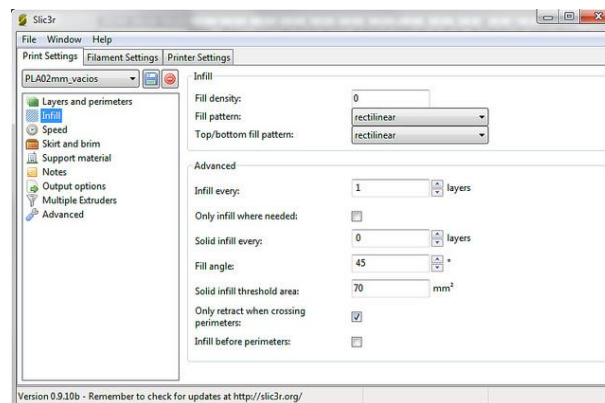 Slic3r
File Window Help
Print Settings Filament Settings Printer Settings
PLA02mm_vacios
Layers and perimeters
Infill
Speed
Skirt and brim
Support material
Notes
Output options
Multiple Extruders
Advanced
Infill
Fill density: 0
Fill pattern: rectilinear
Top/bottom fill pattern: rectilinear
Advanced
Infill every: 1 layers
Only infill where needed:
Solid infill every: 0 layers
Fill angle: 45 °
Solid infill threshold area: 70 mm²
Only retract when crossing
perimeters:
Infill before perimeters:
Version 0.9.10b - Remember to check for updates at http://slic3r.org/